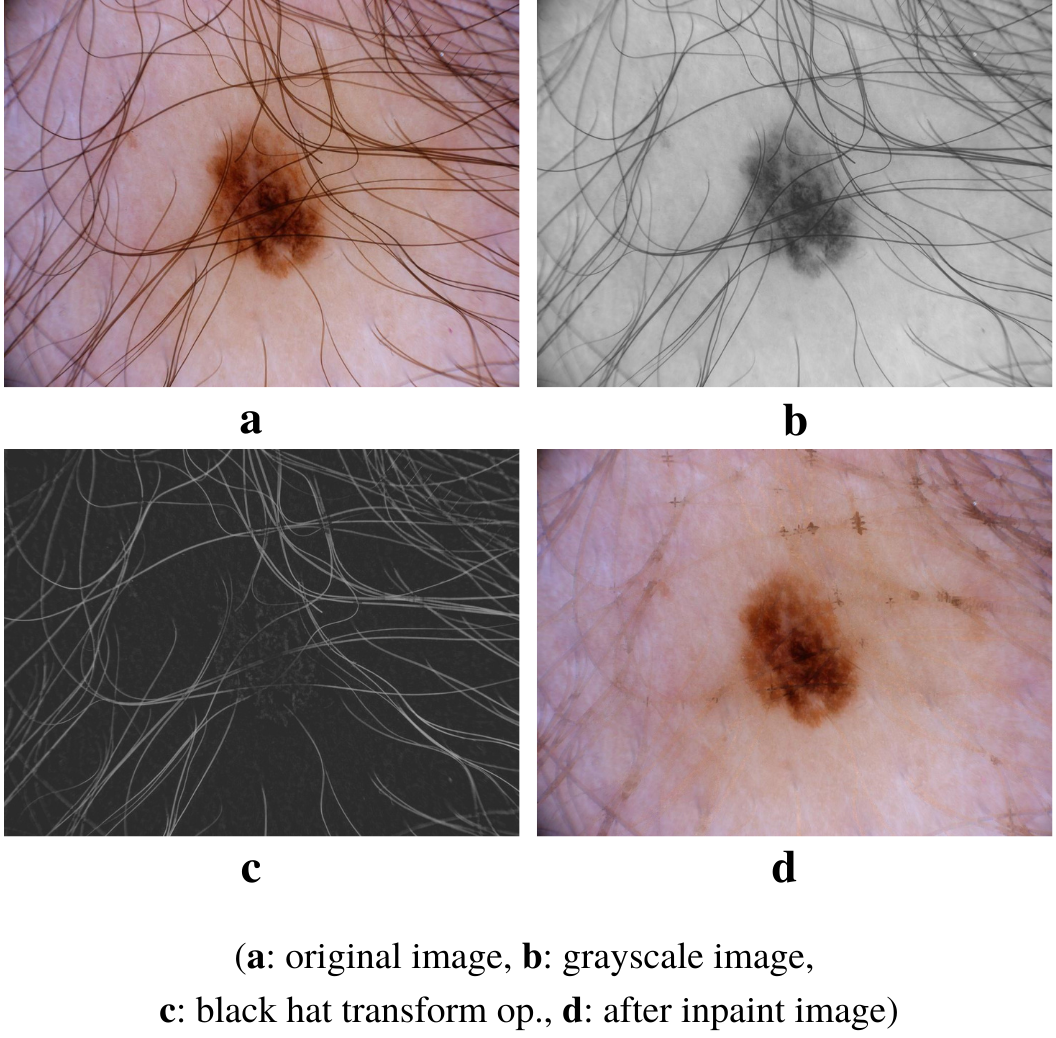 a
b
c
d
(a: original image, b: grayscale image,
c: black hat transform op., d: after inpaint image)